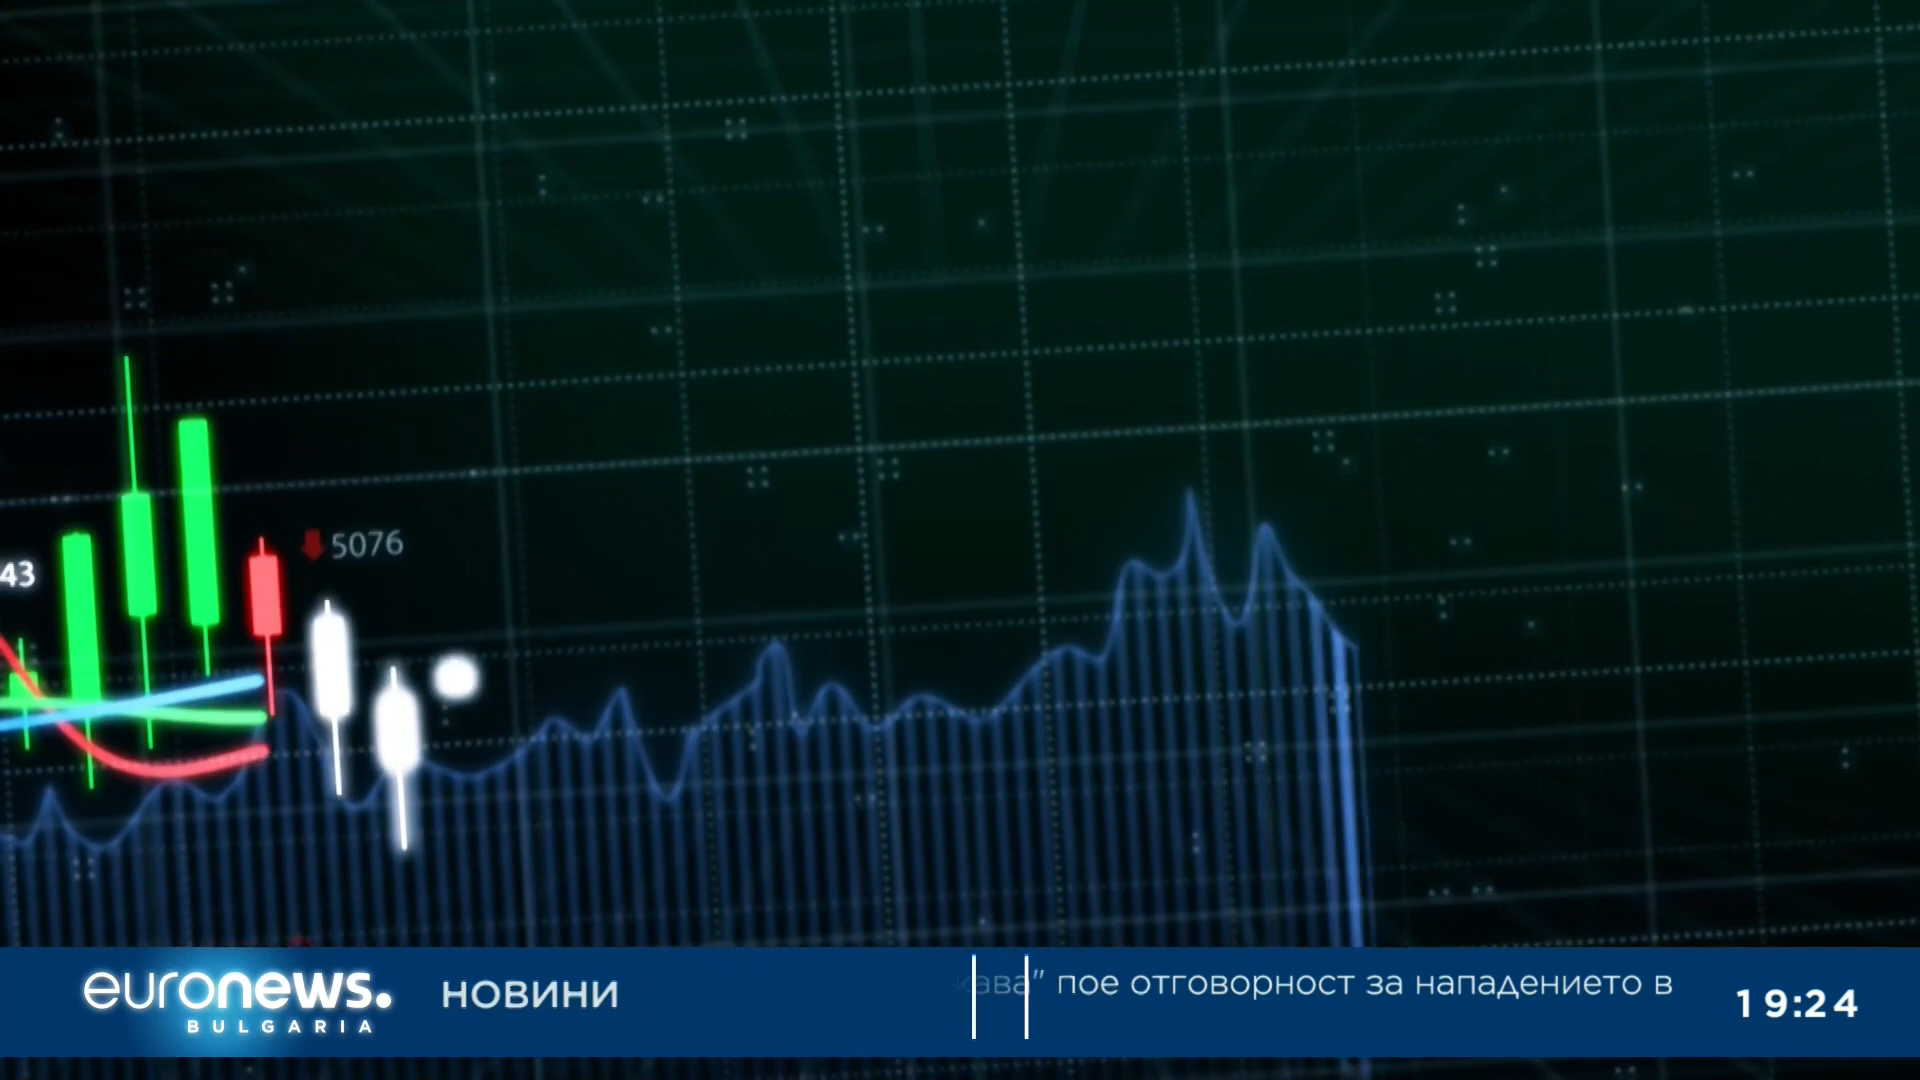 43
5076
euronews.
BULGARIA
НОВИНИ
" пое отговорност за нападението в
19:24